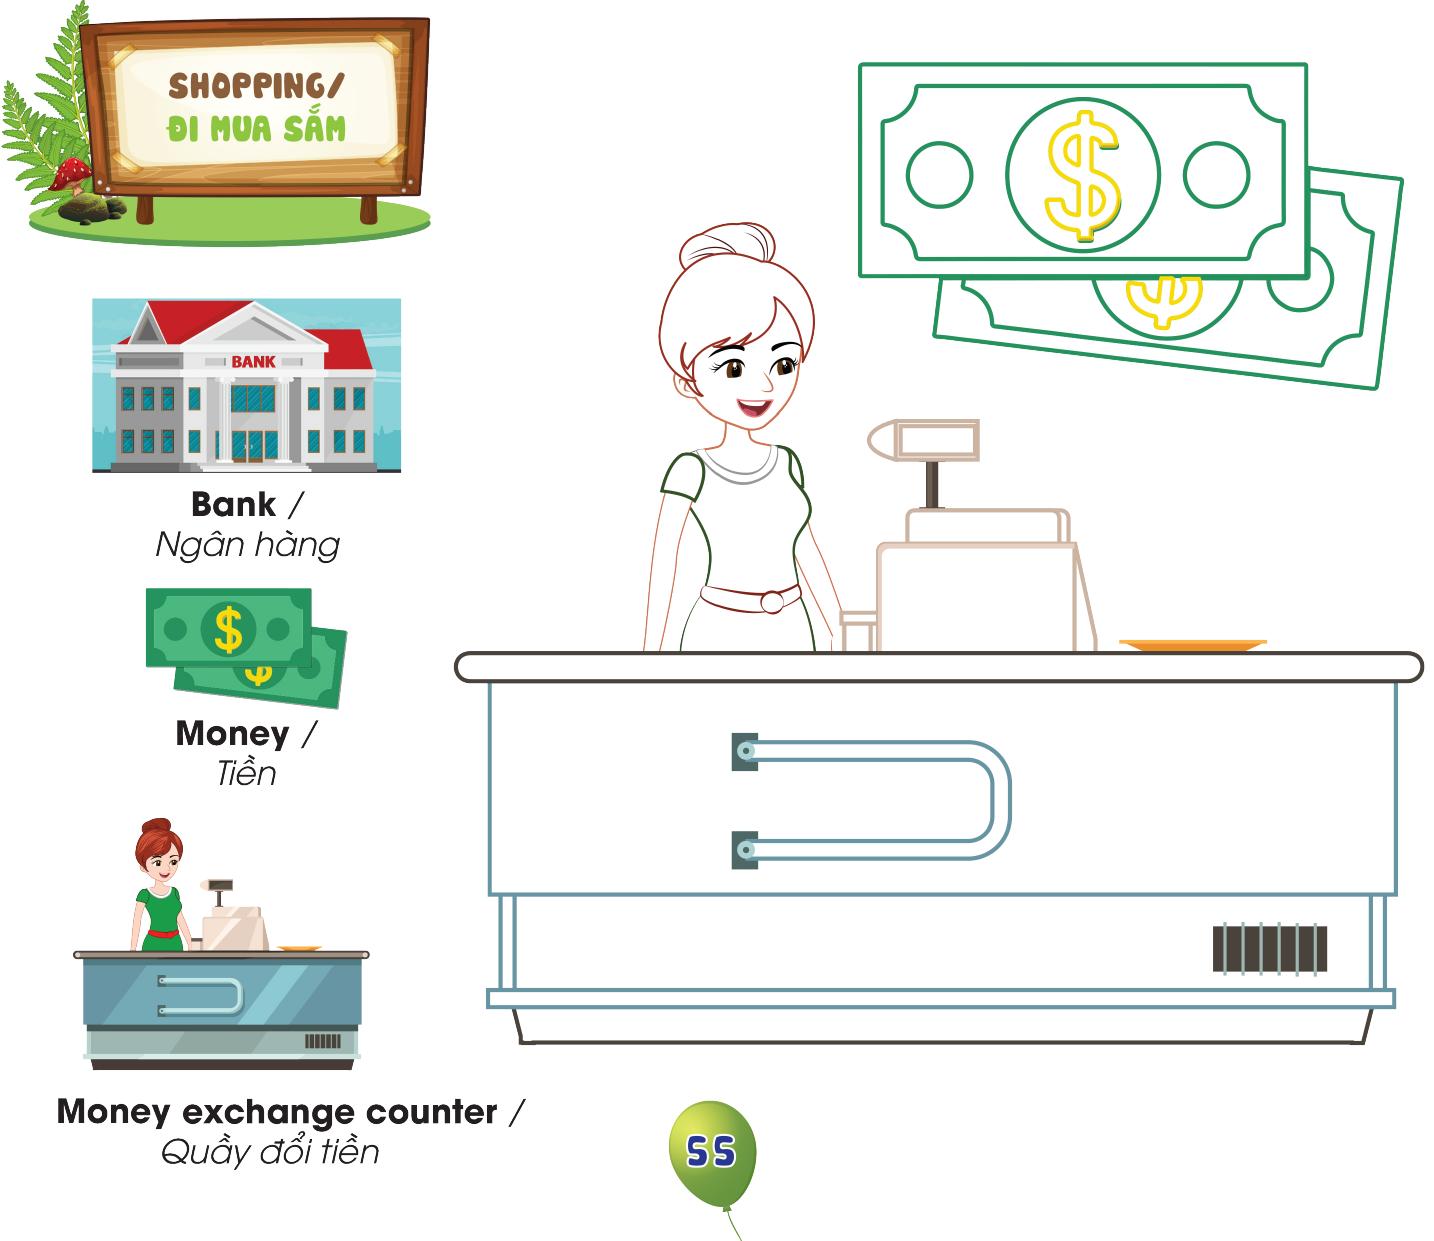 SHOPPING/
ĐI MUA SẮM
BANK
Bank /
Ngân hàng
$
$
Money /
Tiền
Money exchange counter /
Quầy đổi tiền
$
$
55